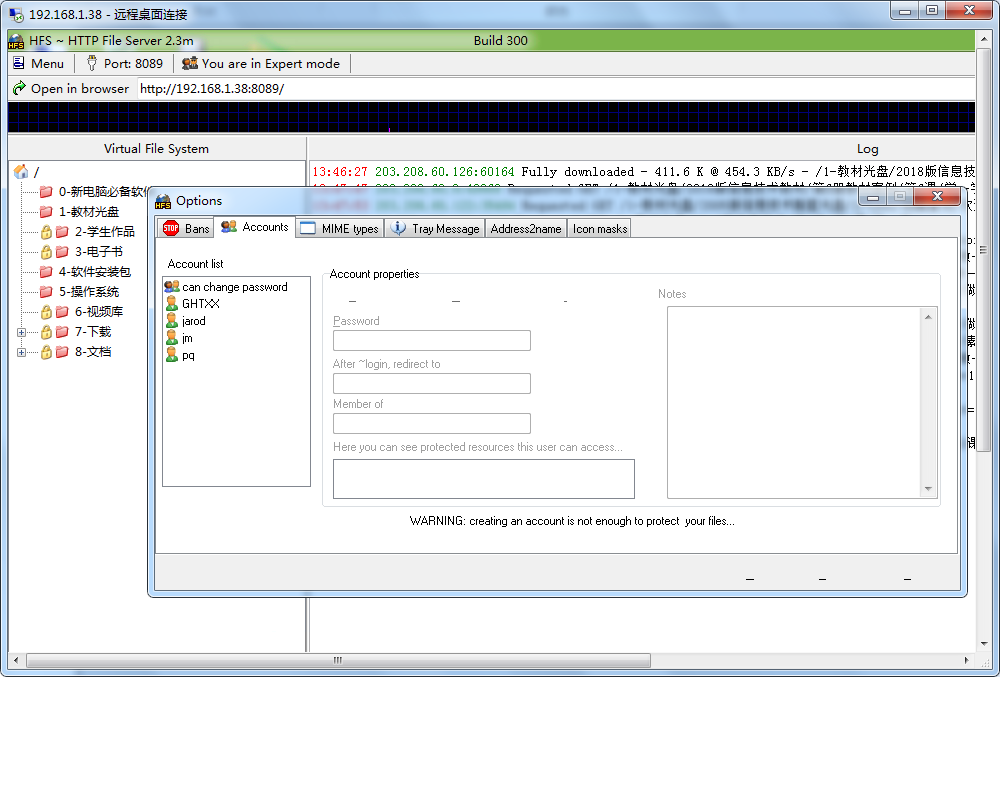 192.168.1.38 - 远程桌面连接
HFS ~ HTTP File Server 2.3m Build 300
Menu Port: 8089 You are in Expert mode
Open in browser http://192.168.1.38:8089/
Virtual File System Log
/
13:46:27 203.208.60.126:60164 Fully downloaded - 411.6 K @ 454.3 KB/s - /1-教材光盘/2018版信息技
0-新电脑必备软
1-教材光盘
2-学生作品
3-电子书
4-软件安装包
5-操作系统
6-视频库
7-下载
8-文档
Options
Bans Accounts MIME types Tray Message Address2name Icon masks
Account list
can change password
GHTXX
jarod
jm
pq
Account properties
Password
After ~login, redirect to
Member of
Here you can see protected resources this user can access...
Notes
WARNING: creating an account is not enough to protect your files...